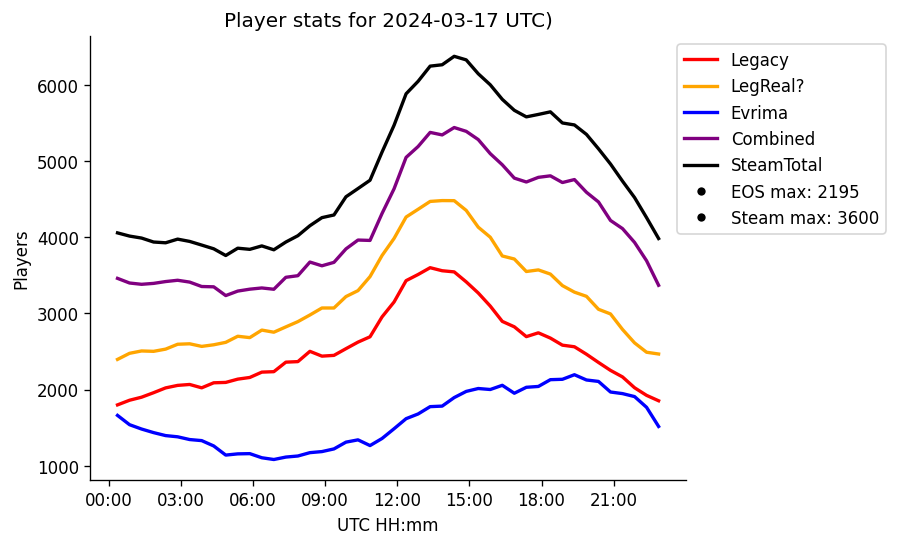 Player stats for 2024-03-17 UTC)
Legacy
LegReal?
Evrima
Combined
SteamTotal
EOS max: 2195
Steam max: 3600
Players
6000
5000
4000
3000
2000
1000
00:00 03:00 06:00 09:00 12:00 15:00 18:00 21:00
UTC HH:mm